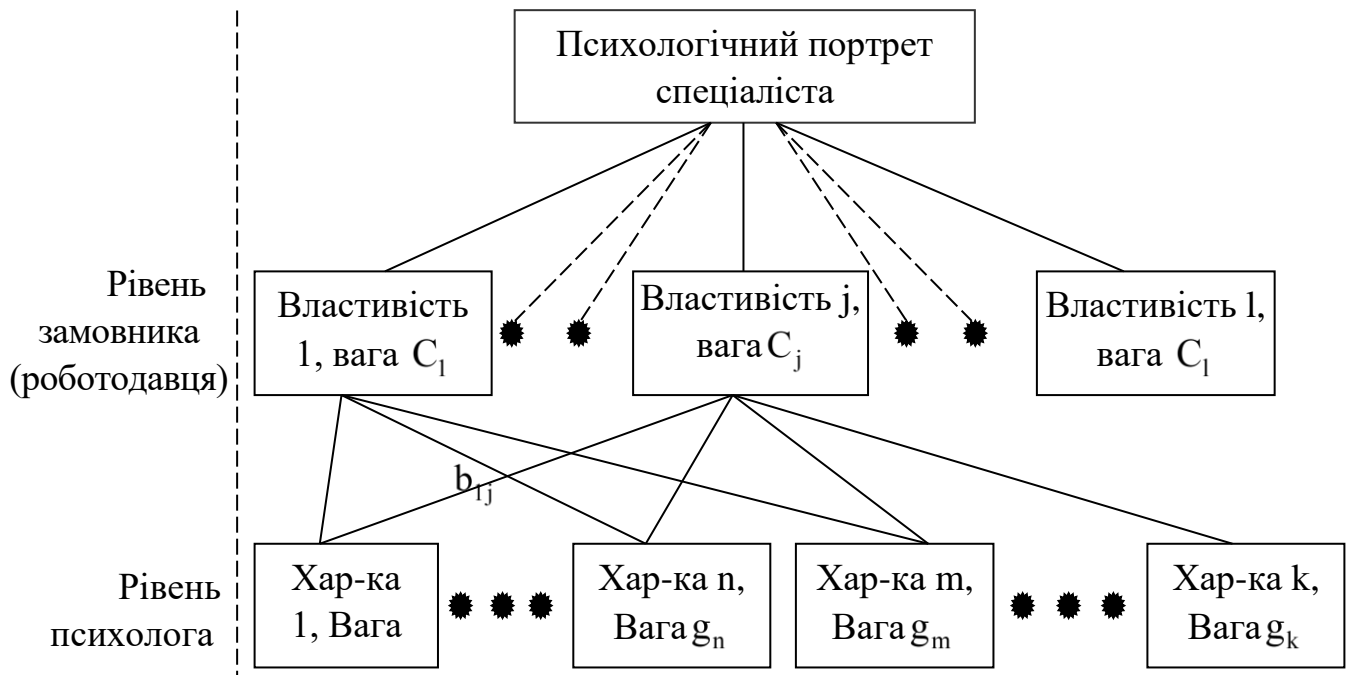 Психологічний портрет
спеціаліста
Рівень
замовника
(роботодавця)
Властивість
1, вага C₁
Властивість j,
вага Cⱼ
Властивість l,
вага Cₗ
b₁ⱼ
Рівень
психолога
Хар-ка
1, Вага
Хар-ка n,
Вага gₙ
Хар-ка m,
Вага gₘ
Хар-ка k,
Вага gₖ